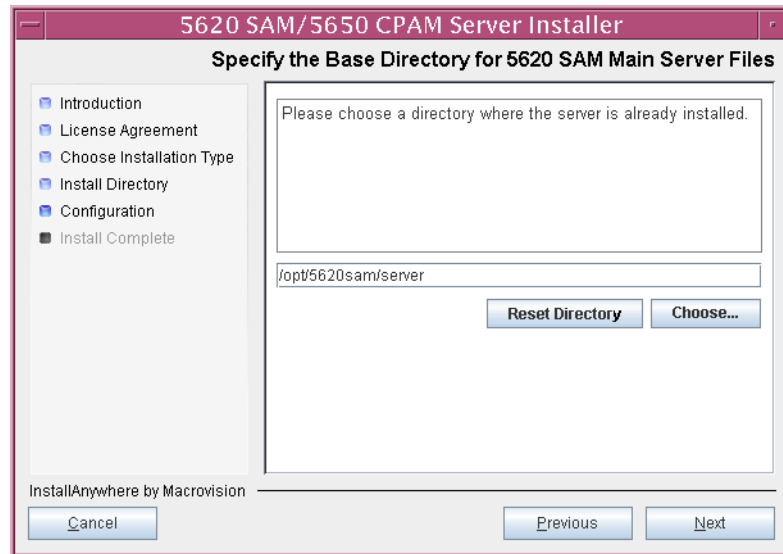 5620 SAM/5650 CPAM Server Installer
Specify the Base Directory for 5620 SAM Main Server Files
Introduction
License Agreement
Choose Installation Type
Install Directory
Configuration
Install Complete
Please choose a directory where the server is already installed.
/opt/5620sam/server
Reset Directory
Choose...
InstallAnywhere by Macrovision
Cancel
Previous
Next